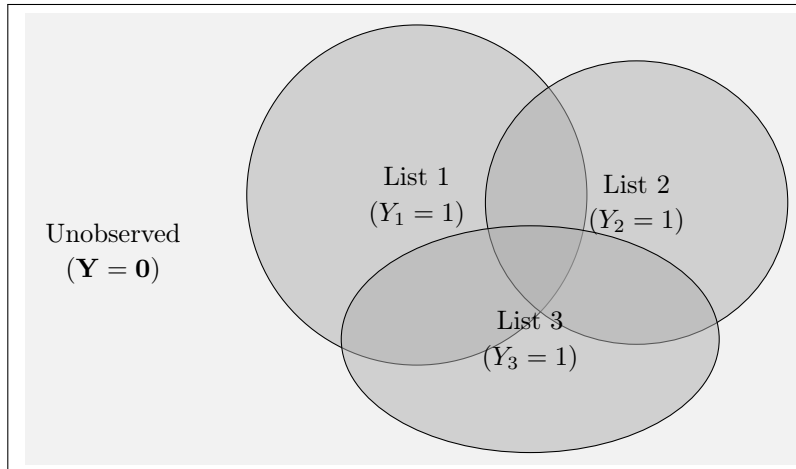 List 1
(Y₁ = 1)
List 2
(Y₂ = 1)
Unobserved
(𝐘 = 𝟎)
List 3
(Y₃ = 1)